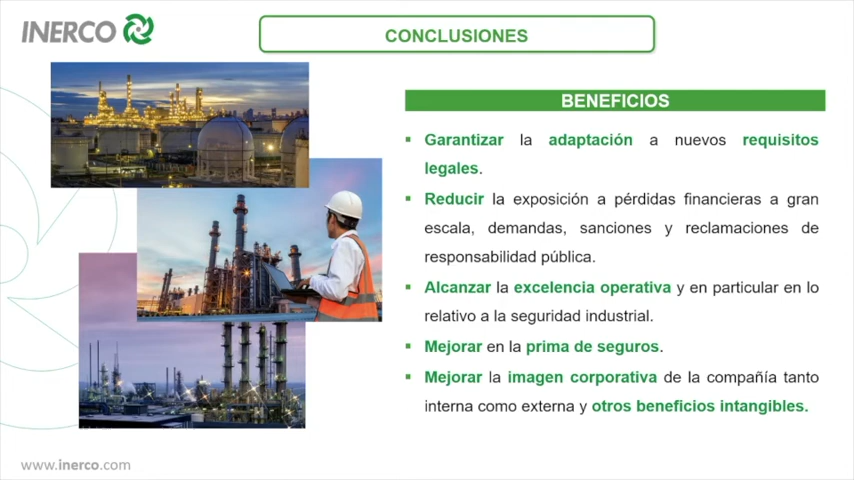 INERCO
CONCLUSIONES
BENEFICIOS
▪ Garantizar la adaptación a nuevos requisitos
legales.
▪ Reducir la exposición a pérdidas financieras a gran
escala, demandas, sanciones y reclamaciones de
responsabilidad pública.
▪ Alcanzar la excelencia operativa y en particular en lo
relativo a la seguridad industrial.
▪ Mejorar en la prima de seguros.
▪ Mejorar la imagen corporativa de la compañía tanto
interna como externa y otros beneficios intangibles.
www.inerco.com